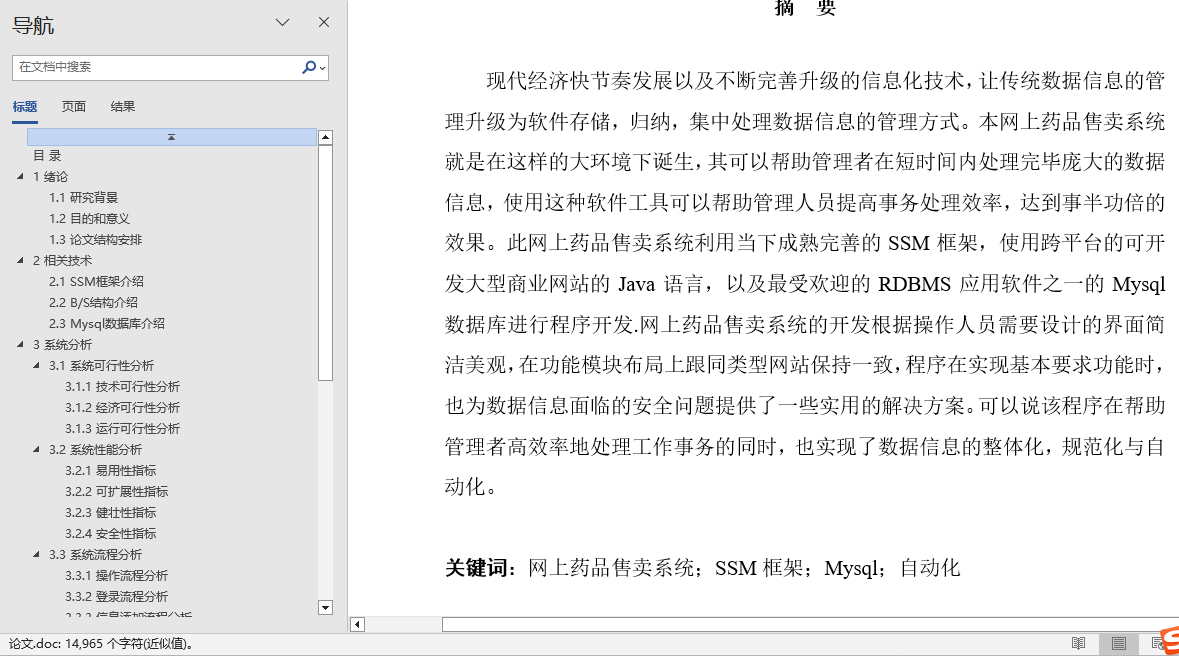 导航
在文档中搜索
标题 页面 结果
目 录
1 绪论
1.1 研究背景
1.2 目的和意义
1.3 论文结构安排
2 相关技术
2.1 SSM框架介绍
2.2 B/S结构介绍
2.3 Mysql数据库介绍
3 系统分析
3.1 系统可行性分析
3.1.1 技术可行性分析
3.1.2 经济可行性分析
3.1.3 运行可行性分析
3.2 系统性能分析
3.2.1 易用性指标
3.2.2 可扩展性指标
3.2.3 健壮性指标
3.2.4 安全性指标
3.3 系统流程分析
3.3.1 操作流程分析
3.3.2 登录流程分析
3.3.3 信息添加流程分析
摘 要
现代经济快节奏发展以及不断完善升级的信息化技术，让传统数据信息的管
理升级为软件存储，归纳，集中处理数据信息的管理方式。本网上药品售卖系统
就是在这样的大环境下诞生，其可以帮助管理者在短时间内处理完毕庞大的数据
信息，使用这种软件工具可以帮助管理人员提高事务处理效率，达到事半功倍的
效果。此网上药品售卖系统利用当下成熟完善的 SSM 框架，使用跨平台的可开
发大型商业网站的 Java 语言，以及最受欢迎的 RDBMS 应用软件之一的 Mysql
数据库进行程序开发.网上药品售卖系统的开发根据操作人员需要设计的界面简
洁美观，在功能模块布局上跟同类型网站保持一致，程序在实现基本要求功能时，
也为数据信息面临的安全问题提供了一些实用的解决方案。可以说该程序在帮助
管理者高效率地处理工作事务的同时，也实现了数据信息的整体化，规范化与自
动化。
关键词：网上药品售卖系统；SSM 框架；Mysql；自动化
论文.doc: 14,965 个字符(近似值)。